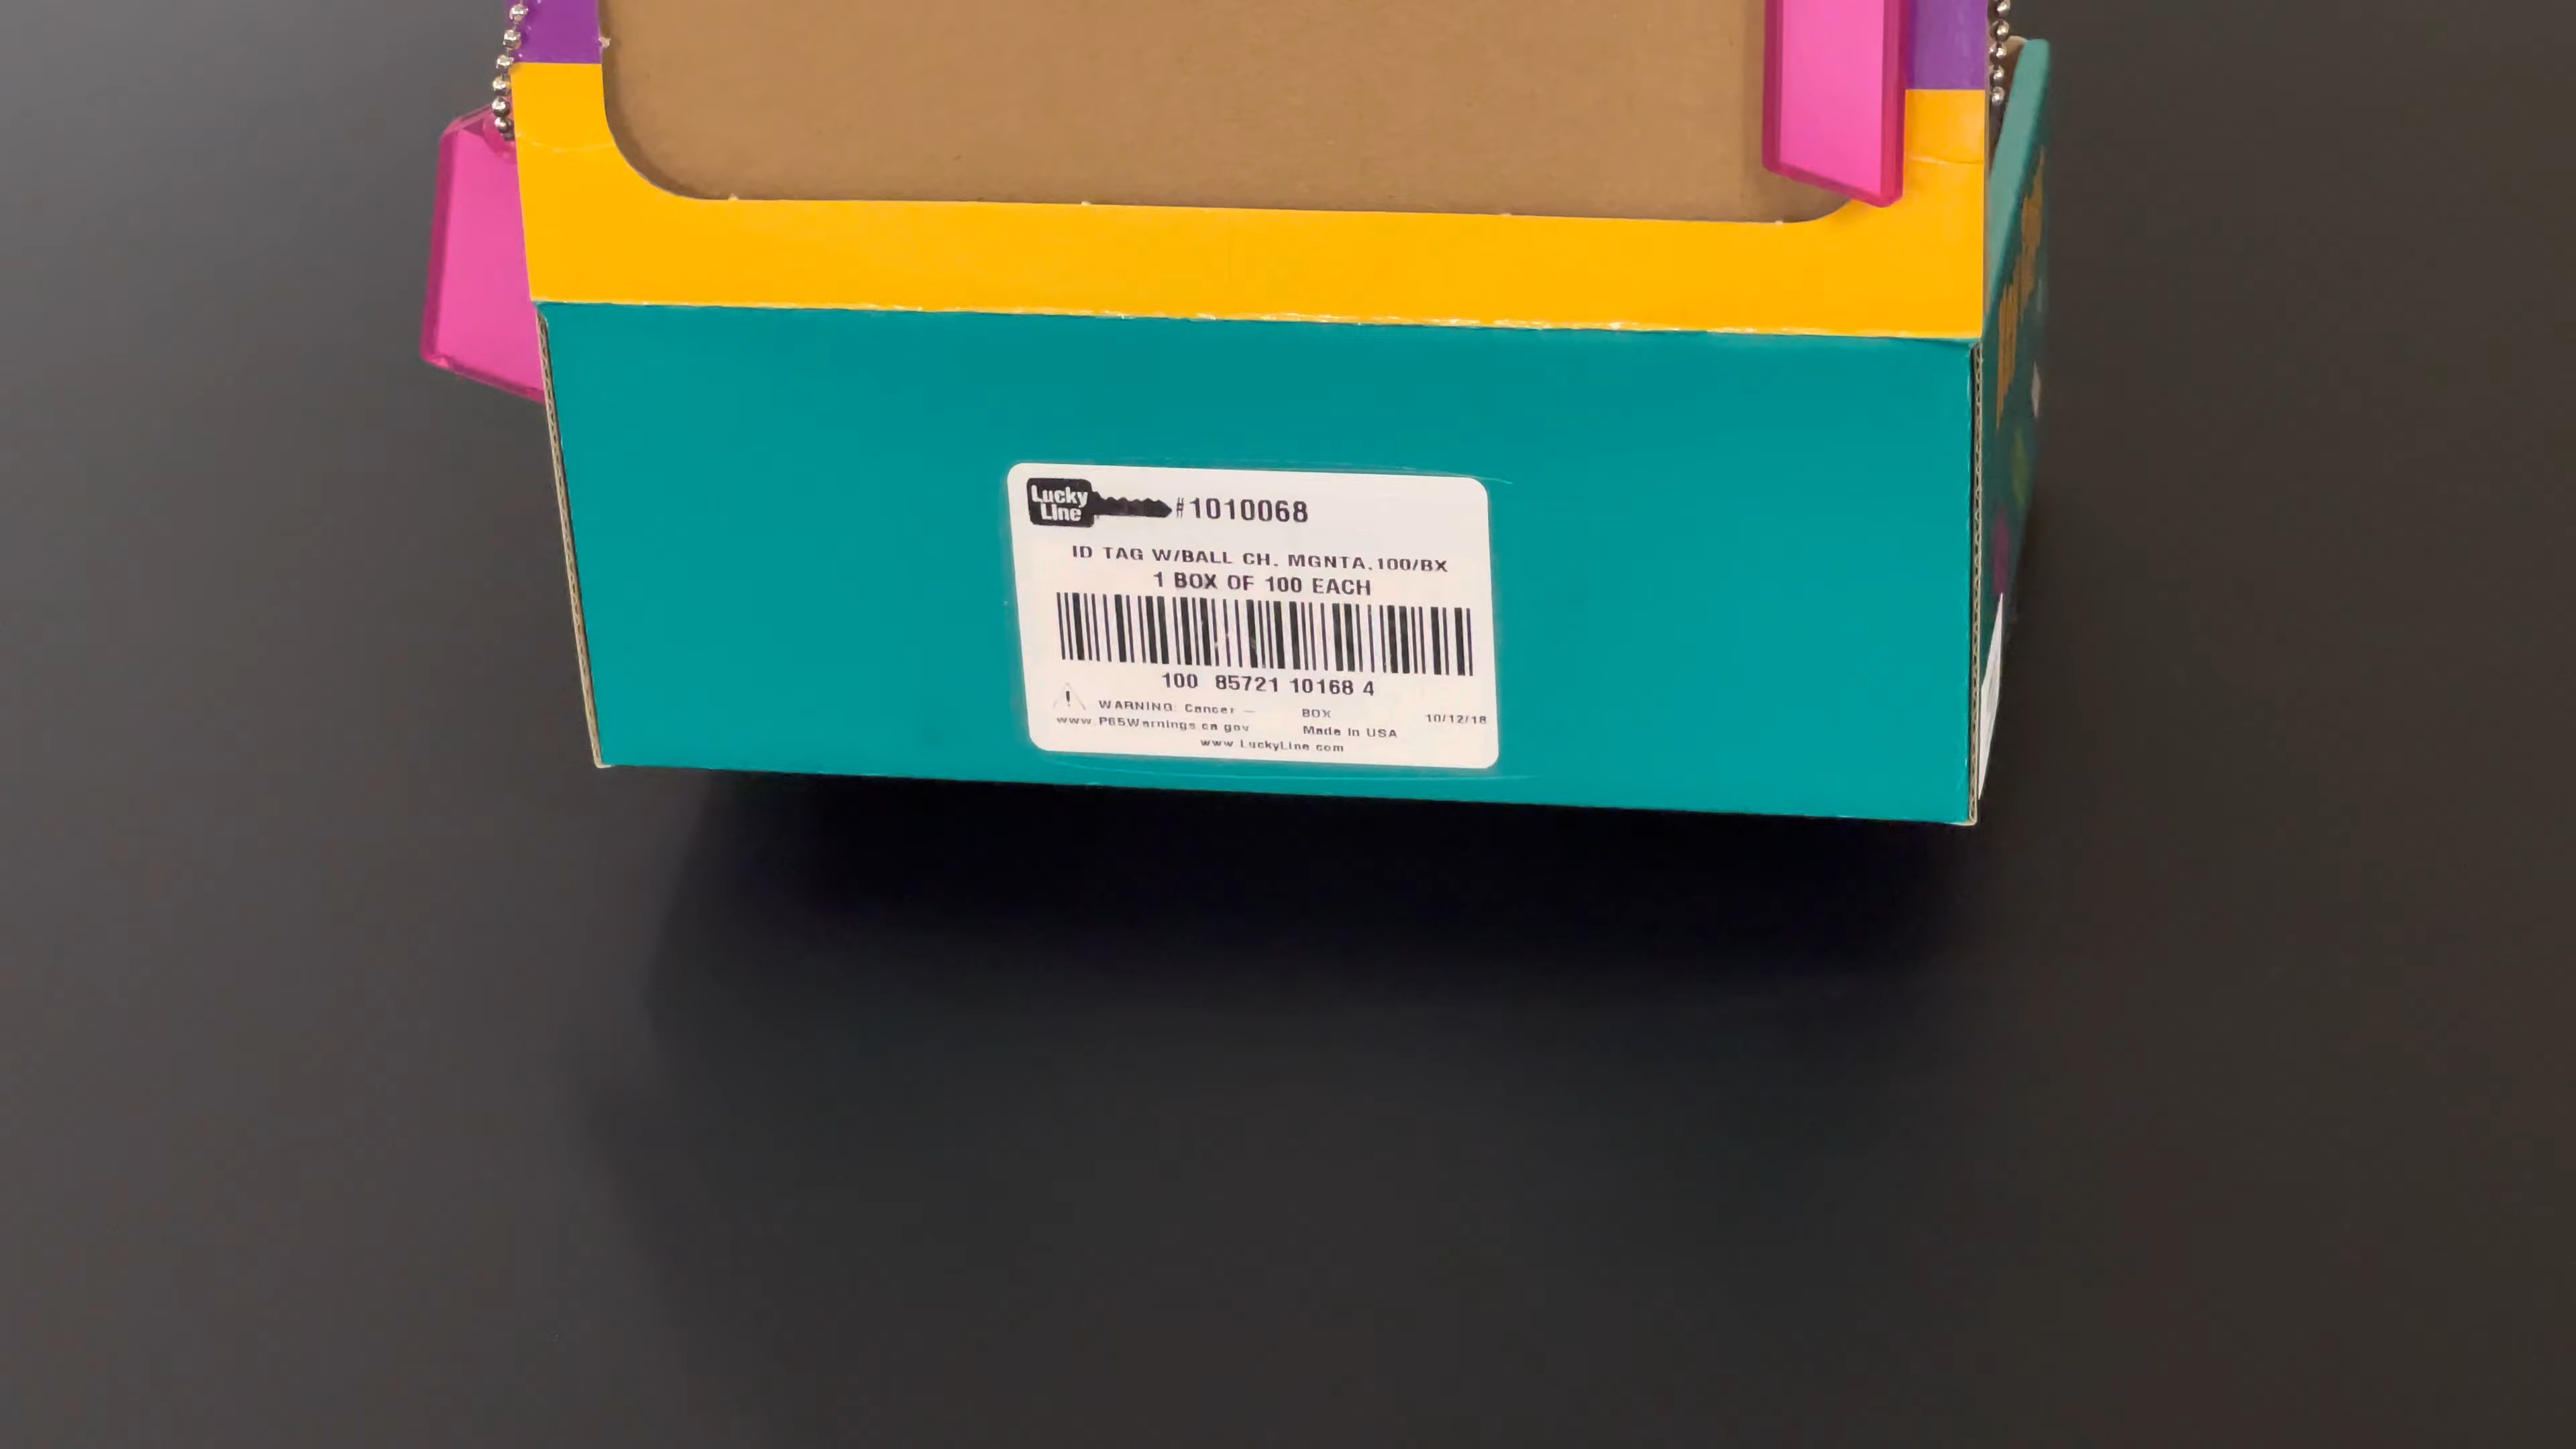 Lucky
Line
#1010068
ID TAG W/BALL CH. MGNTA.100/BX
1 BOX OF 100 EACH
100 85721 10168 4
WARNING: Cancer — BOX 10/12/18
www.P65Warnings.ca.gov Made In USA
www.LuckyLine.com